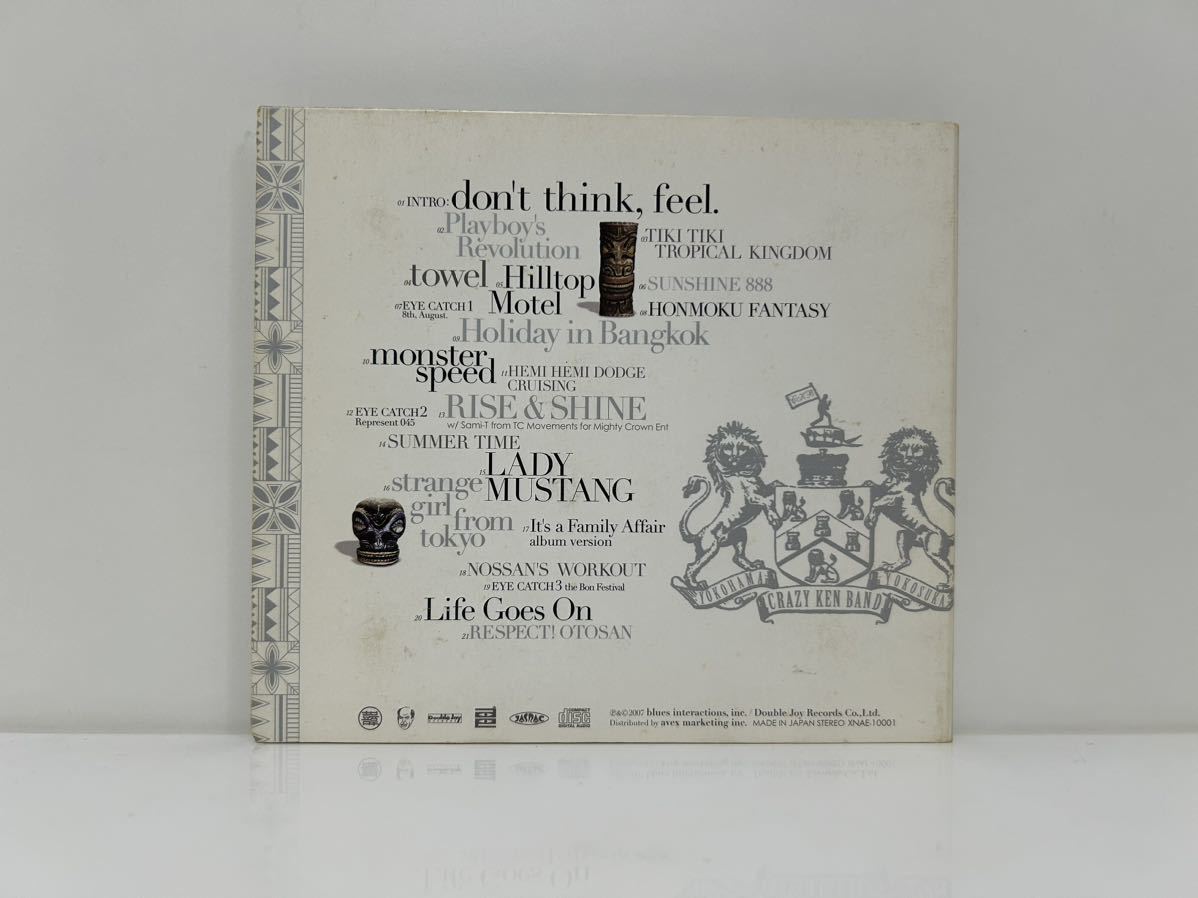 01 INTRO: don't think, feel.
02 Playboy's
Revolution
03 TIKI TIKI
TROPICAL KINGDOM
04 towel
05 Hilltop
Motel
06 SUNSHINE 888
07 EYE CATCH 1
8th, August.
08 HONMOKU FANTASY
09 Holiday in Bangkok
10 monster
speed
11 HEMI HEMI DODGE
CRUISING
12 EYE CATCH 2
Represent 045
13 RISE & SHINE
w/ Sami-T from TC Movements for Mighty Crown Ent
14 SUMMER TIME
15 LADY
MUSTANG
16 strange
girl from
tokyo
17 It's a Family Affair
album version
18 NOSSAN'S WORKOUT
19 EYE CATCH 3 the Bon Festival
20 Life Goes On
21 RESPECT! OTOSAN
YOKOHAMA
CRAZY KEN BAND
YOKOSUKA
Double Joy
COMPACT
disc
DIGITAL AUDIO
℗&© 2007 blues interactions, inc. / Double Joy Records Co., Ltd.
Distributed by avex marketing inc. MADE IN JAPAN STEREO XNAE-10001